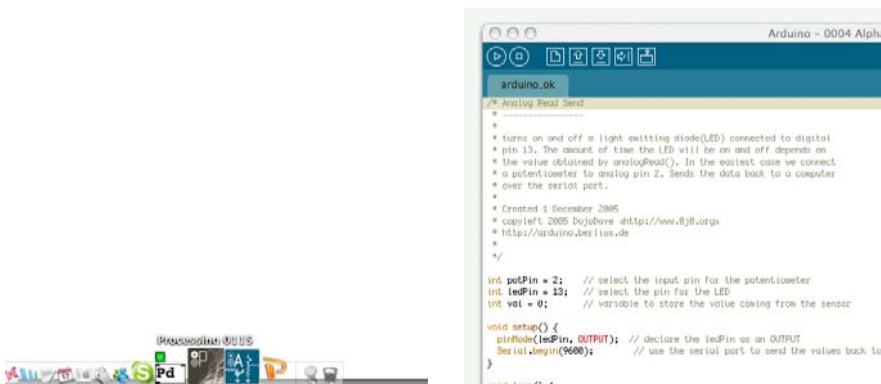 Processing 0115
Pd
A
Arduino - 0004 Alpha
arduino_ok
/* Analog Read Send
 * ----------------
 *
 * turns on and off a light emitting diode(LED) connected to digital
 * pin 13. The amount of time the LED will be on and off depends on
 * the value obtained by analogRead(). In the easiest case we connect
 * a potentiometer to analog pin 2. Sends the data back to a computer
 * over the serial port.
 *
 * Created 1 December 2005
 * copyleft 2005 DojoDave <http://www.0j0.org>
 * http://arduino.berlios.de
 *
 */
int potPin = 2;   // select the input pin for the potentiometer
int ledPin = 13;  // select the pin for the LED
int val = 0;      // variable to store the value coming from the sensor
void setup() {
  pinMode(ledPin, OUTPUT);  // declare the ledPin as an OUTPUT
  Serial.begin(9600);       // use the serial port to send the values back to
}